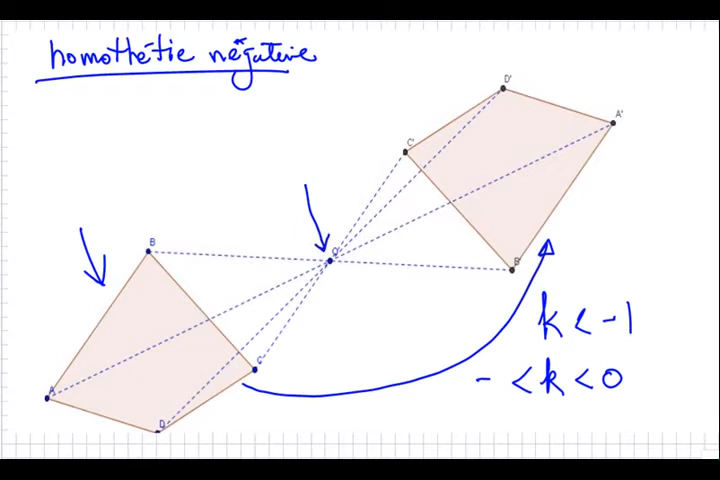 homothétie négative
D'
A'
C'
B
O'
B'
k < -1
C
- < k < 0
A
D